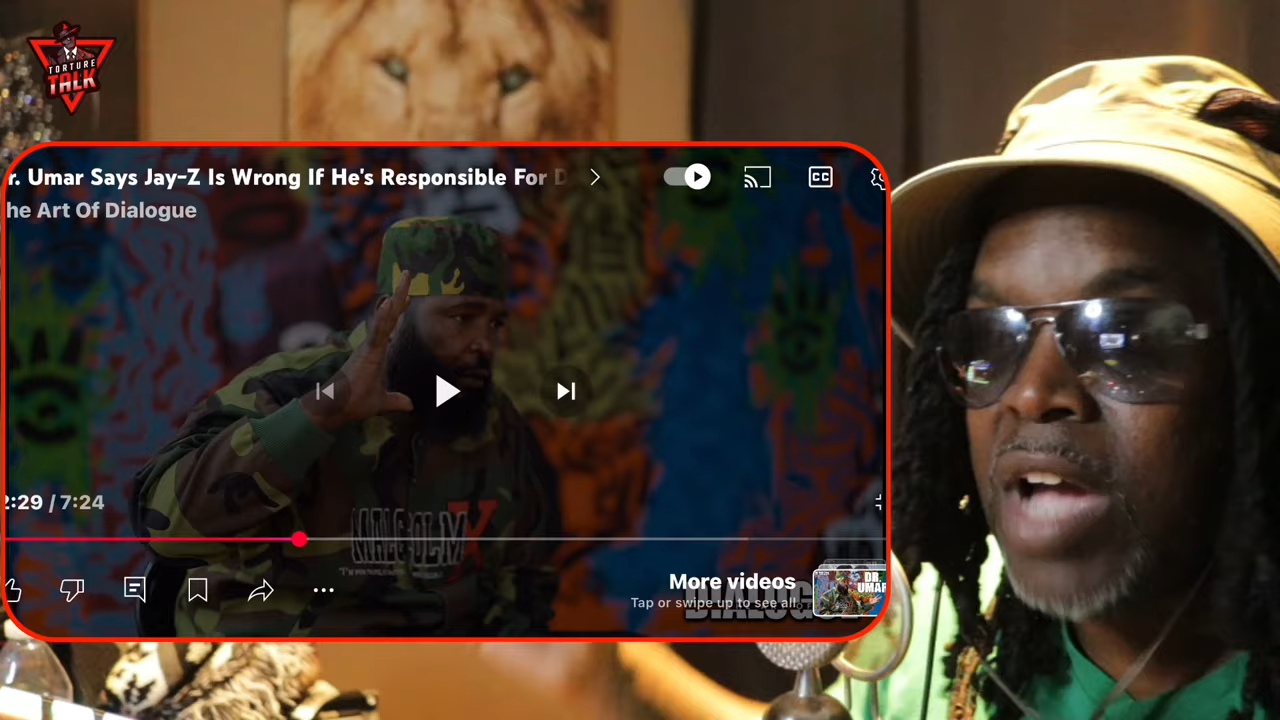 TORTURE
TALK
r. Umar Says Jay-Z Is Wrong If He's Responsible For D
he Art Of Dialogue
CC
2:29 / 7:24
MALCOLM X
More videos
Tap or swipe up to see all
DR.
UMAR
DIALOG